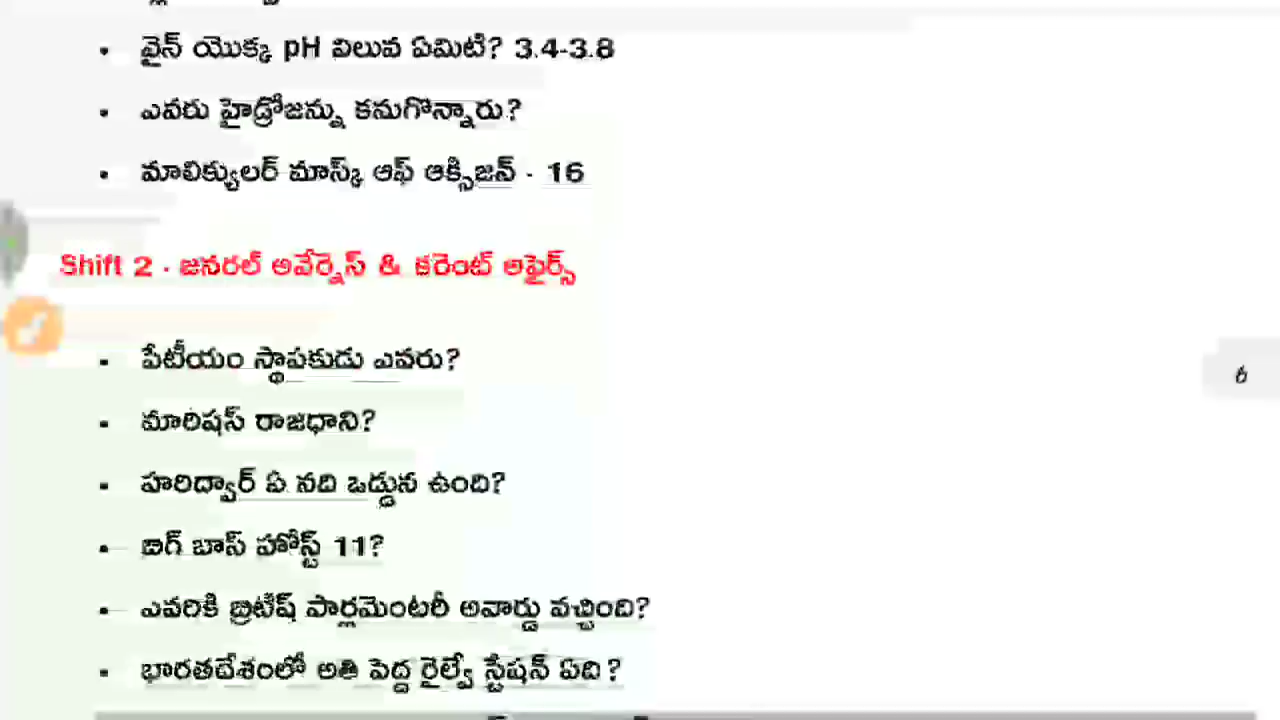 వైన్ యొక్క pH విలువ ఏమిటి? 3.4-3.8
ఎవరు హైడ్రోజన్ను కనుగొన్నారు?
మాలిక్యులర్ మాస్క్ ఆఫ్ ఆక్సిజన్ - 16
Shift 2 - జనరల్ అవేర్నెస్ & కరెంట్ అఫైర్స్
పేటీయం స్థాపకుడు ఎవరు?
మారిషస్ రాజధాని?
హరిద్వార్ ఏ నది ఒడ్డున ఉంది?
బిగ్ బాస్ హోస్ట్ 11?
ఎవరికి బ్రిటిష్ పార్లమెంటరీ అవార్డు వచ్చింది?
భారతదేశంలో అతి పెద్ద రైల్వే స్టేషన్ ఏది?